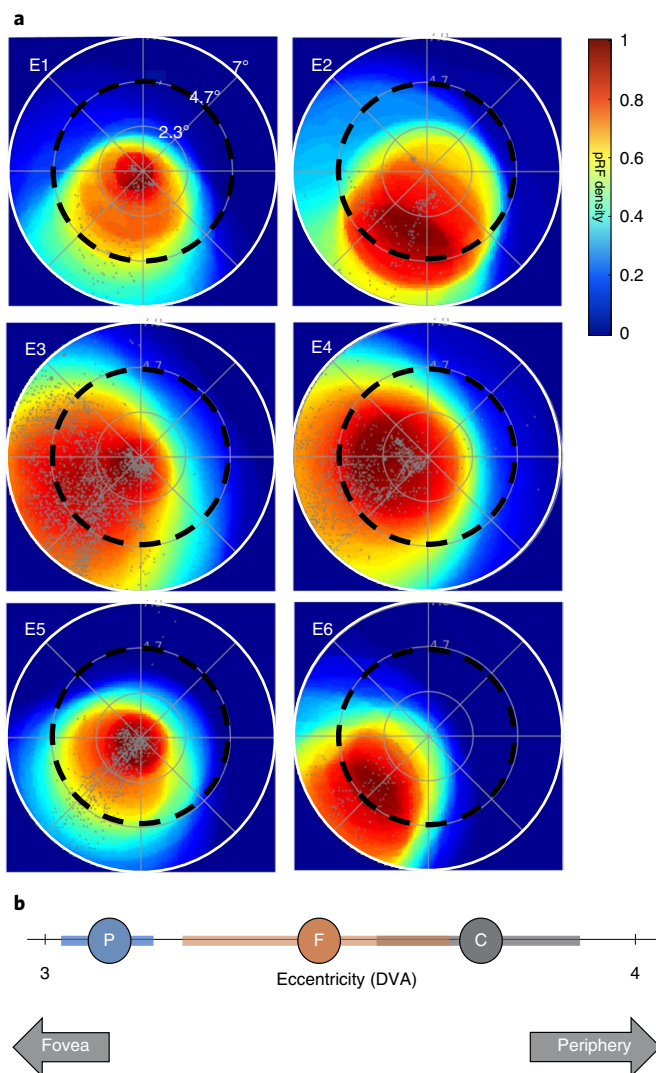 a
E1
7°
4.7°
2.3°
E2
4.7
1
0.8
0.6
0.4
0.2
0
pRF density
E3
4.7
E4
4.7
E5
4.7
E6
4.7
b
P
F
C
3
Eccentricity (DVA)
4
Fovea
Periphery